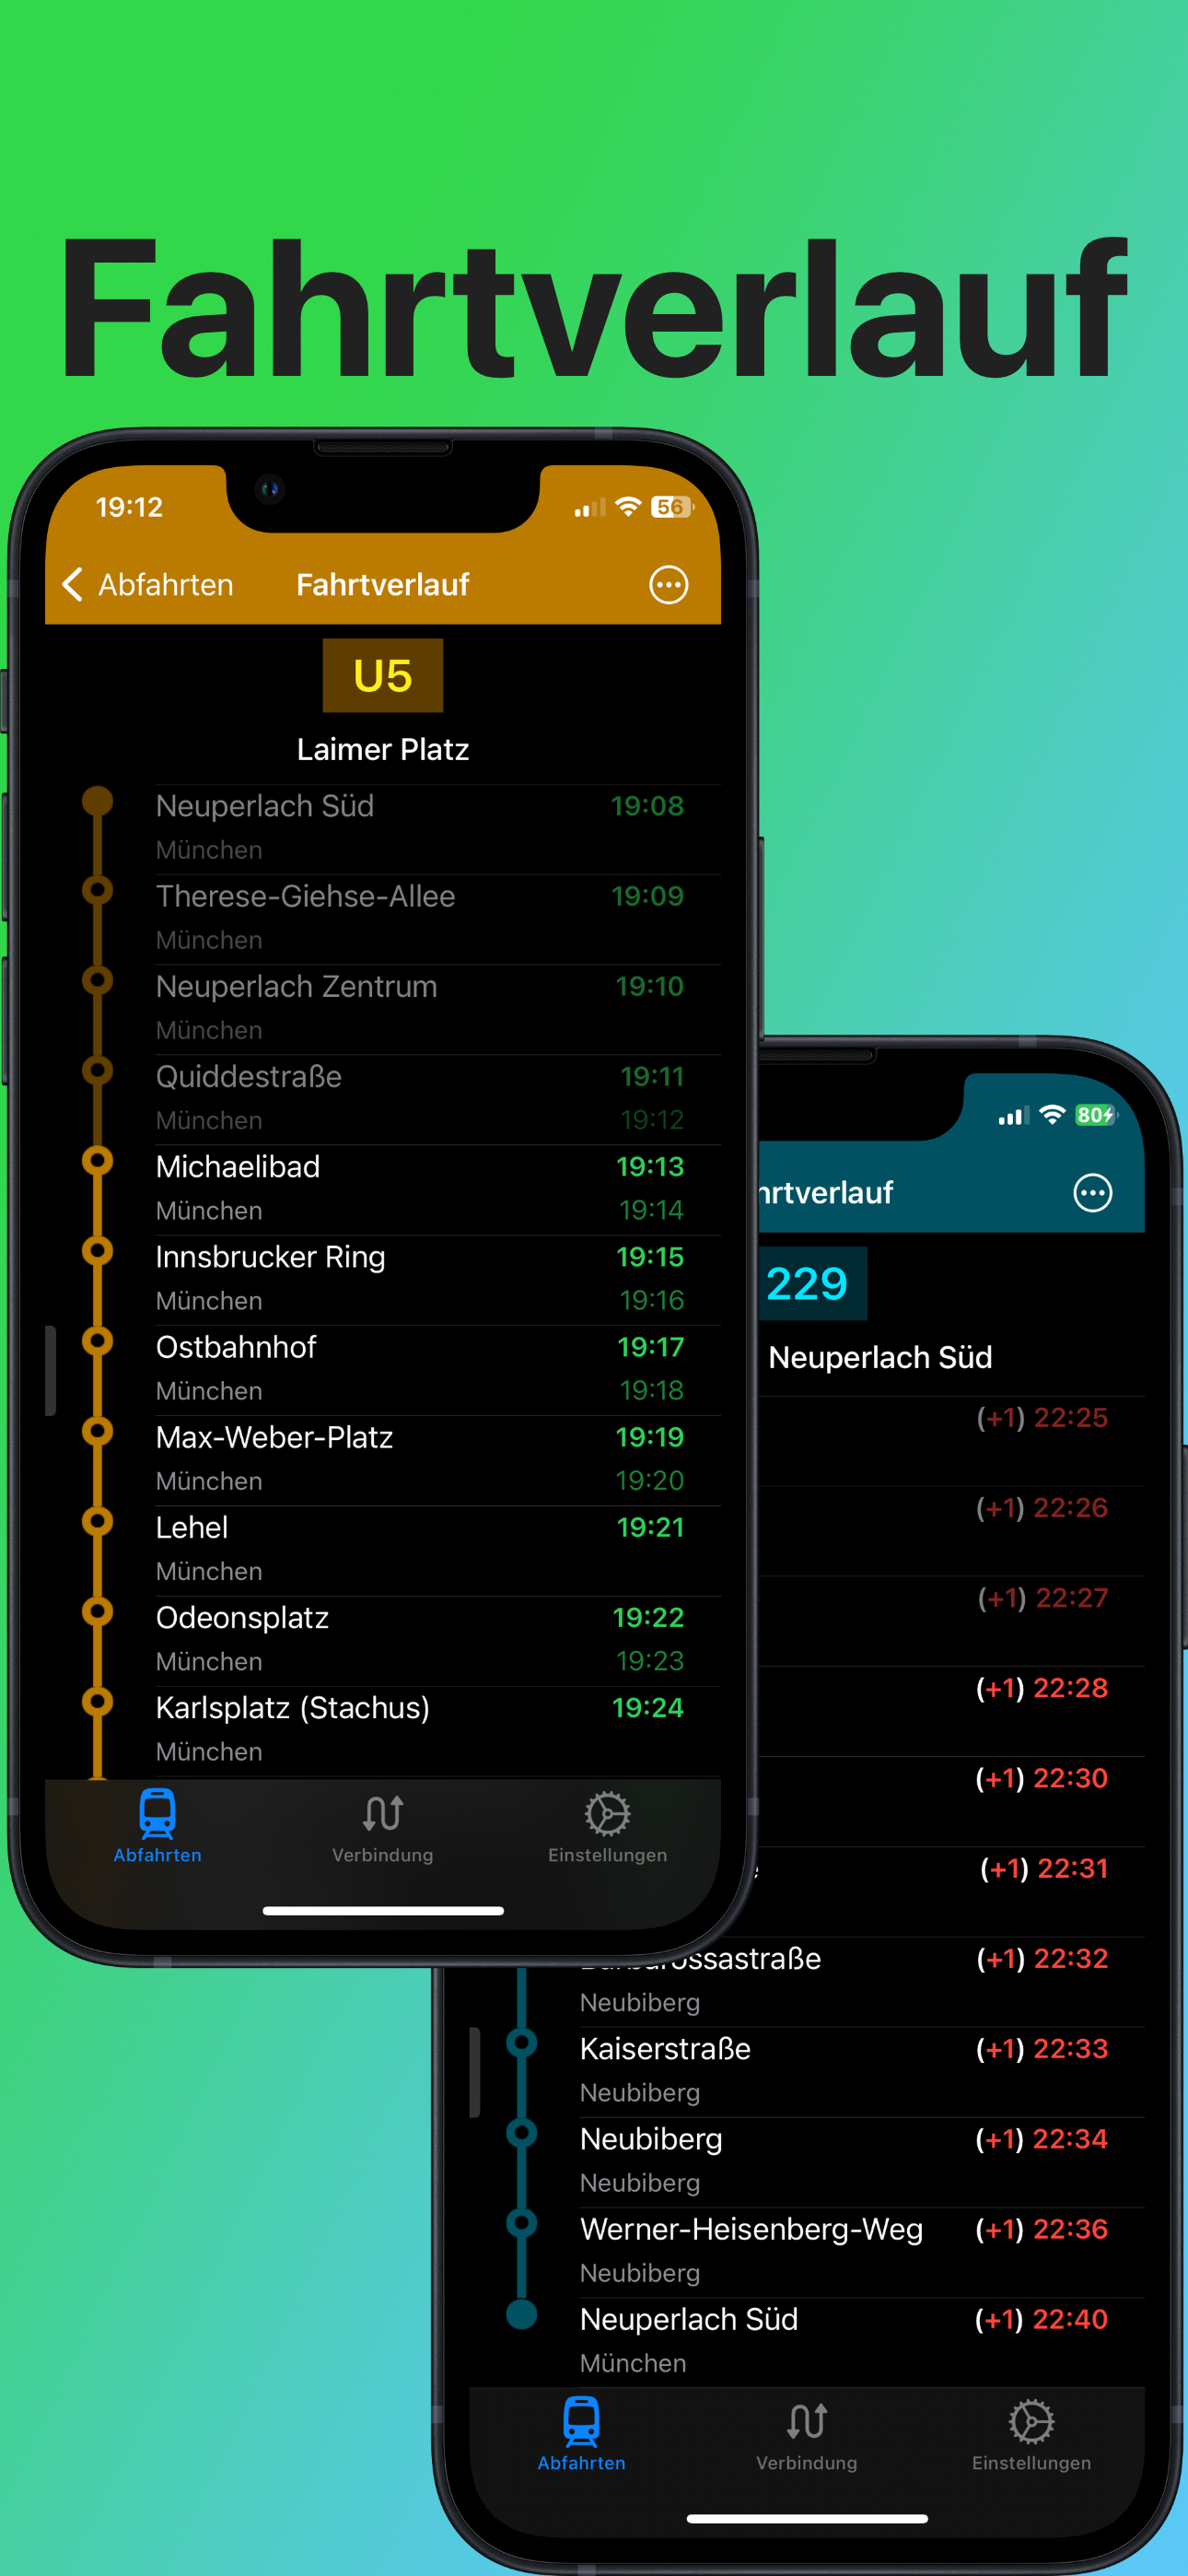 Fahrtverlauf
19:12
56
Abfahrten
Fahrtverlauf
U5
Laimer Platz
Neuperlach Süd 19:08
München
Therese-Giehse-Allee 19:09
München
Neuperlach Zentrum 19:10
München
Quiddestraße 19:11
München 19:12
Michaelibad 19:13
München 19:14
Innsbrucker Ring 19:15
München 19:16
Ostbahnhof 19:17
München 19:18
Max-Weber-Platz 19:19
München 19:20
Lehel 19:21
München
Odeonsplatz 19:22
München 19:23
Karlsplatz (Stachus) 19:24
München
Abfahrten Verbindung Einstellungen
80
hrtverlauf
229
Neuperlach Süd
(+1) 22:25
(+1) 22:26
(+1) 22:27
(+1) 22:28
(+1) 22:30
(+1) 22:31
(+1) 22:32
Neubiberg
Kaiserstraße (+1) 22:33
Neubiberg
Neubiberg (+1) 22:34
Neubiberg
Werner-Heisenberg-Weg (+1) 22:36
Neubiberg
Neuperlach Süd (+1) 22:40
München
Abfahrten Verbindung Einstellungen